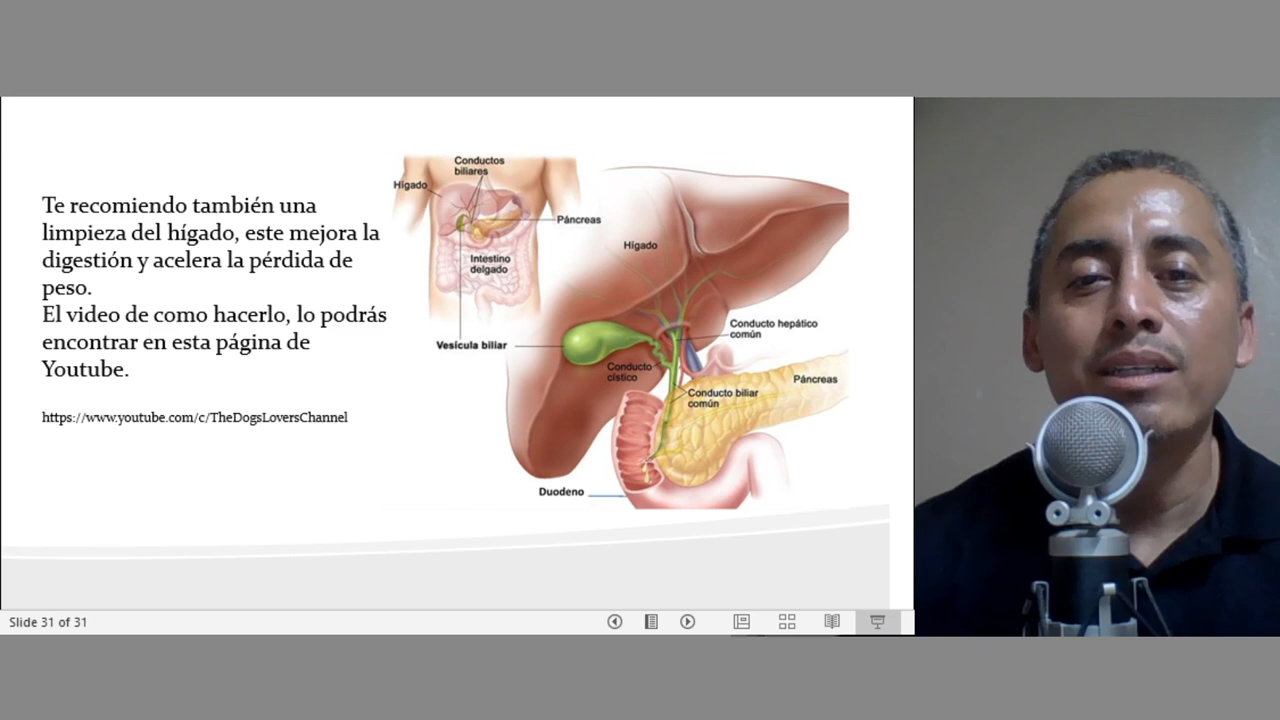 Te recomiendo también una
limpieza del hígado, este mejora la
digestión y acelera la pérdida de
peso.
El video de como hacerlo, lo podrás
encontrar en esta página de
Youtube.
https://www.youtube.com/c/TheDogsLoversChannel
Conductos
biliares
Hígado
Páncreas
Intestino
delgado
Vesícula biliar
Hígado
Conducto hepático
común
Conducto
cístico
Páncreas
Conducto biliar
común
Duodeno
Slide 31 of 31